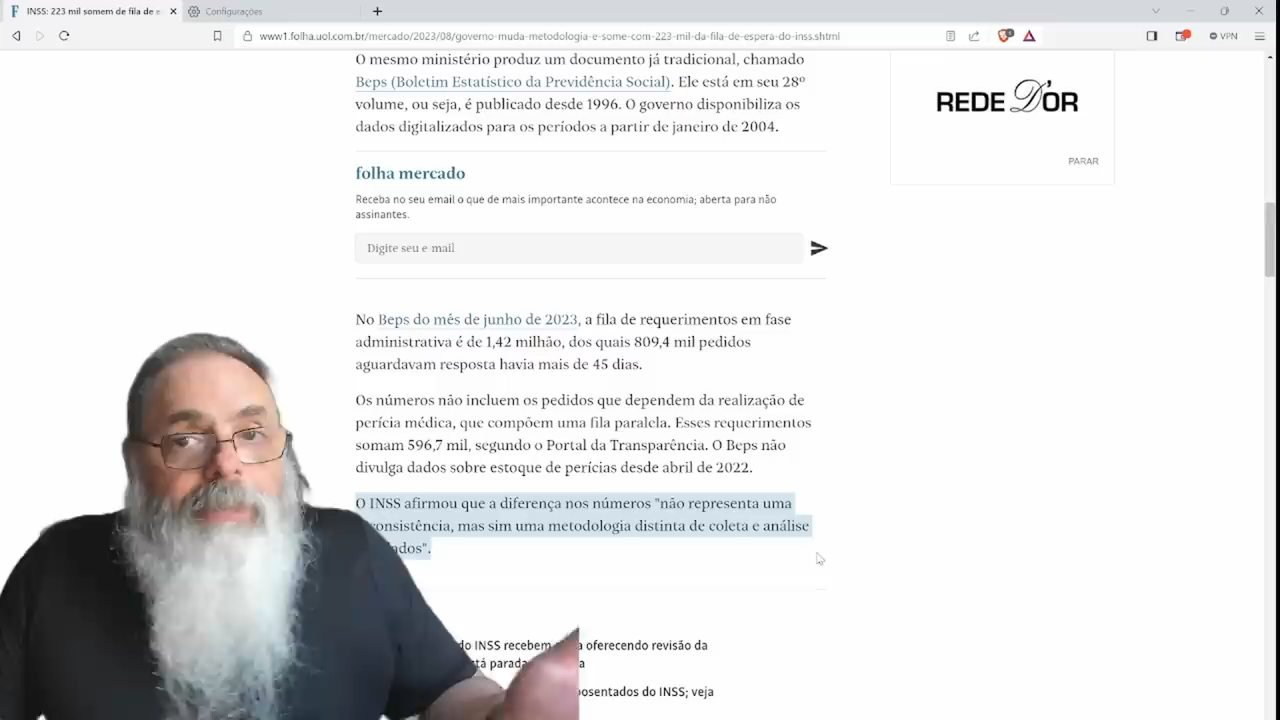 INSS: 223 mil somem de fila de e
Configurações
www1.folha.uol.com.br/mercado/2023/08/governo-muda-metodologia-e-some-com-223-mil-da-fila-de-espera-do-inss.shtml
VPN
O mesmo ministério produz um documento já tradicional, chamado
Beps (Boletim Estatístico da Previdência Social). Ele está em seu 28º
volume, ou seja, é publicado desde 1996. O governo disponibiliza os
dados digitalizados para os períodos a partir de janeiro de 2004.
REDE D'OR
PARAR
folha mercado
Receba no seu email o que de mais importante acontece na economia; aberta para não
assinantes.
Digite seu e-mail
No Beps do mês de junho de 2023, a fila de requerimentos em fase
administrativa é de 1,42 milhão, dos quais 809,4 mil pedidos
aguardavam resposta havia mais de 45 dias.
Os números não incluem os pedidos que dependem da realização de
perícia médica, que compõem uma fila paralela. Esses requerimentos
somam 596,7 mil, segundo o Portal da Transparência. O Beps não
divulga dados sobre estoque de perícias desde abril de 2022.
O INSS afirmou que a diferença nos números "não representa uma
consistência, mas sim uma metodologia distinta de coleta e análise
ados".
do INSS recebem oferecendo revisão da
tá parada
posentados do INSS; veja